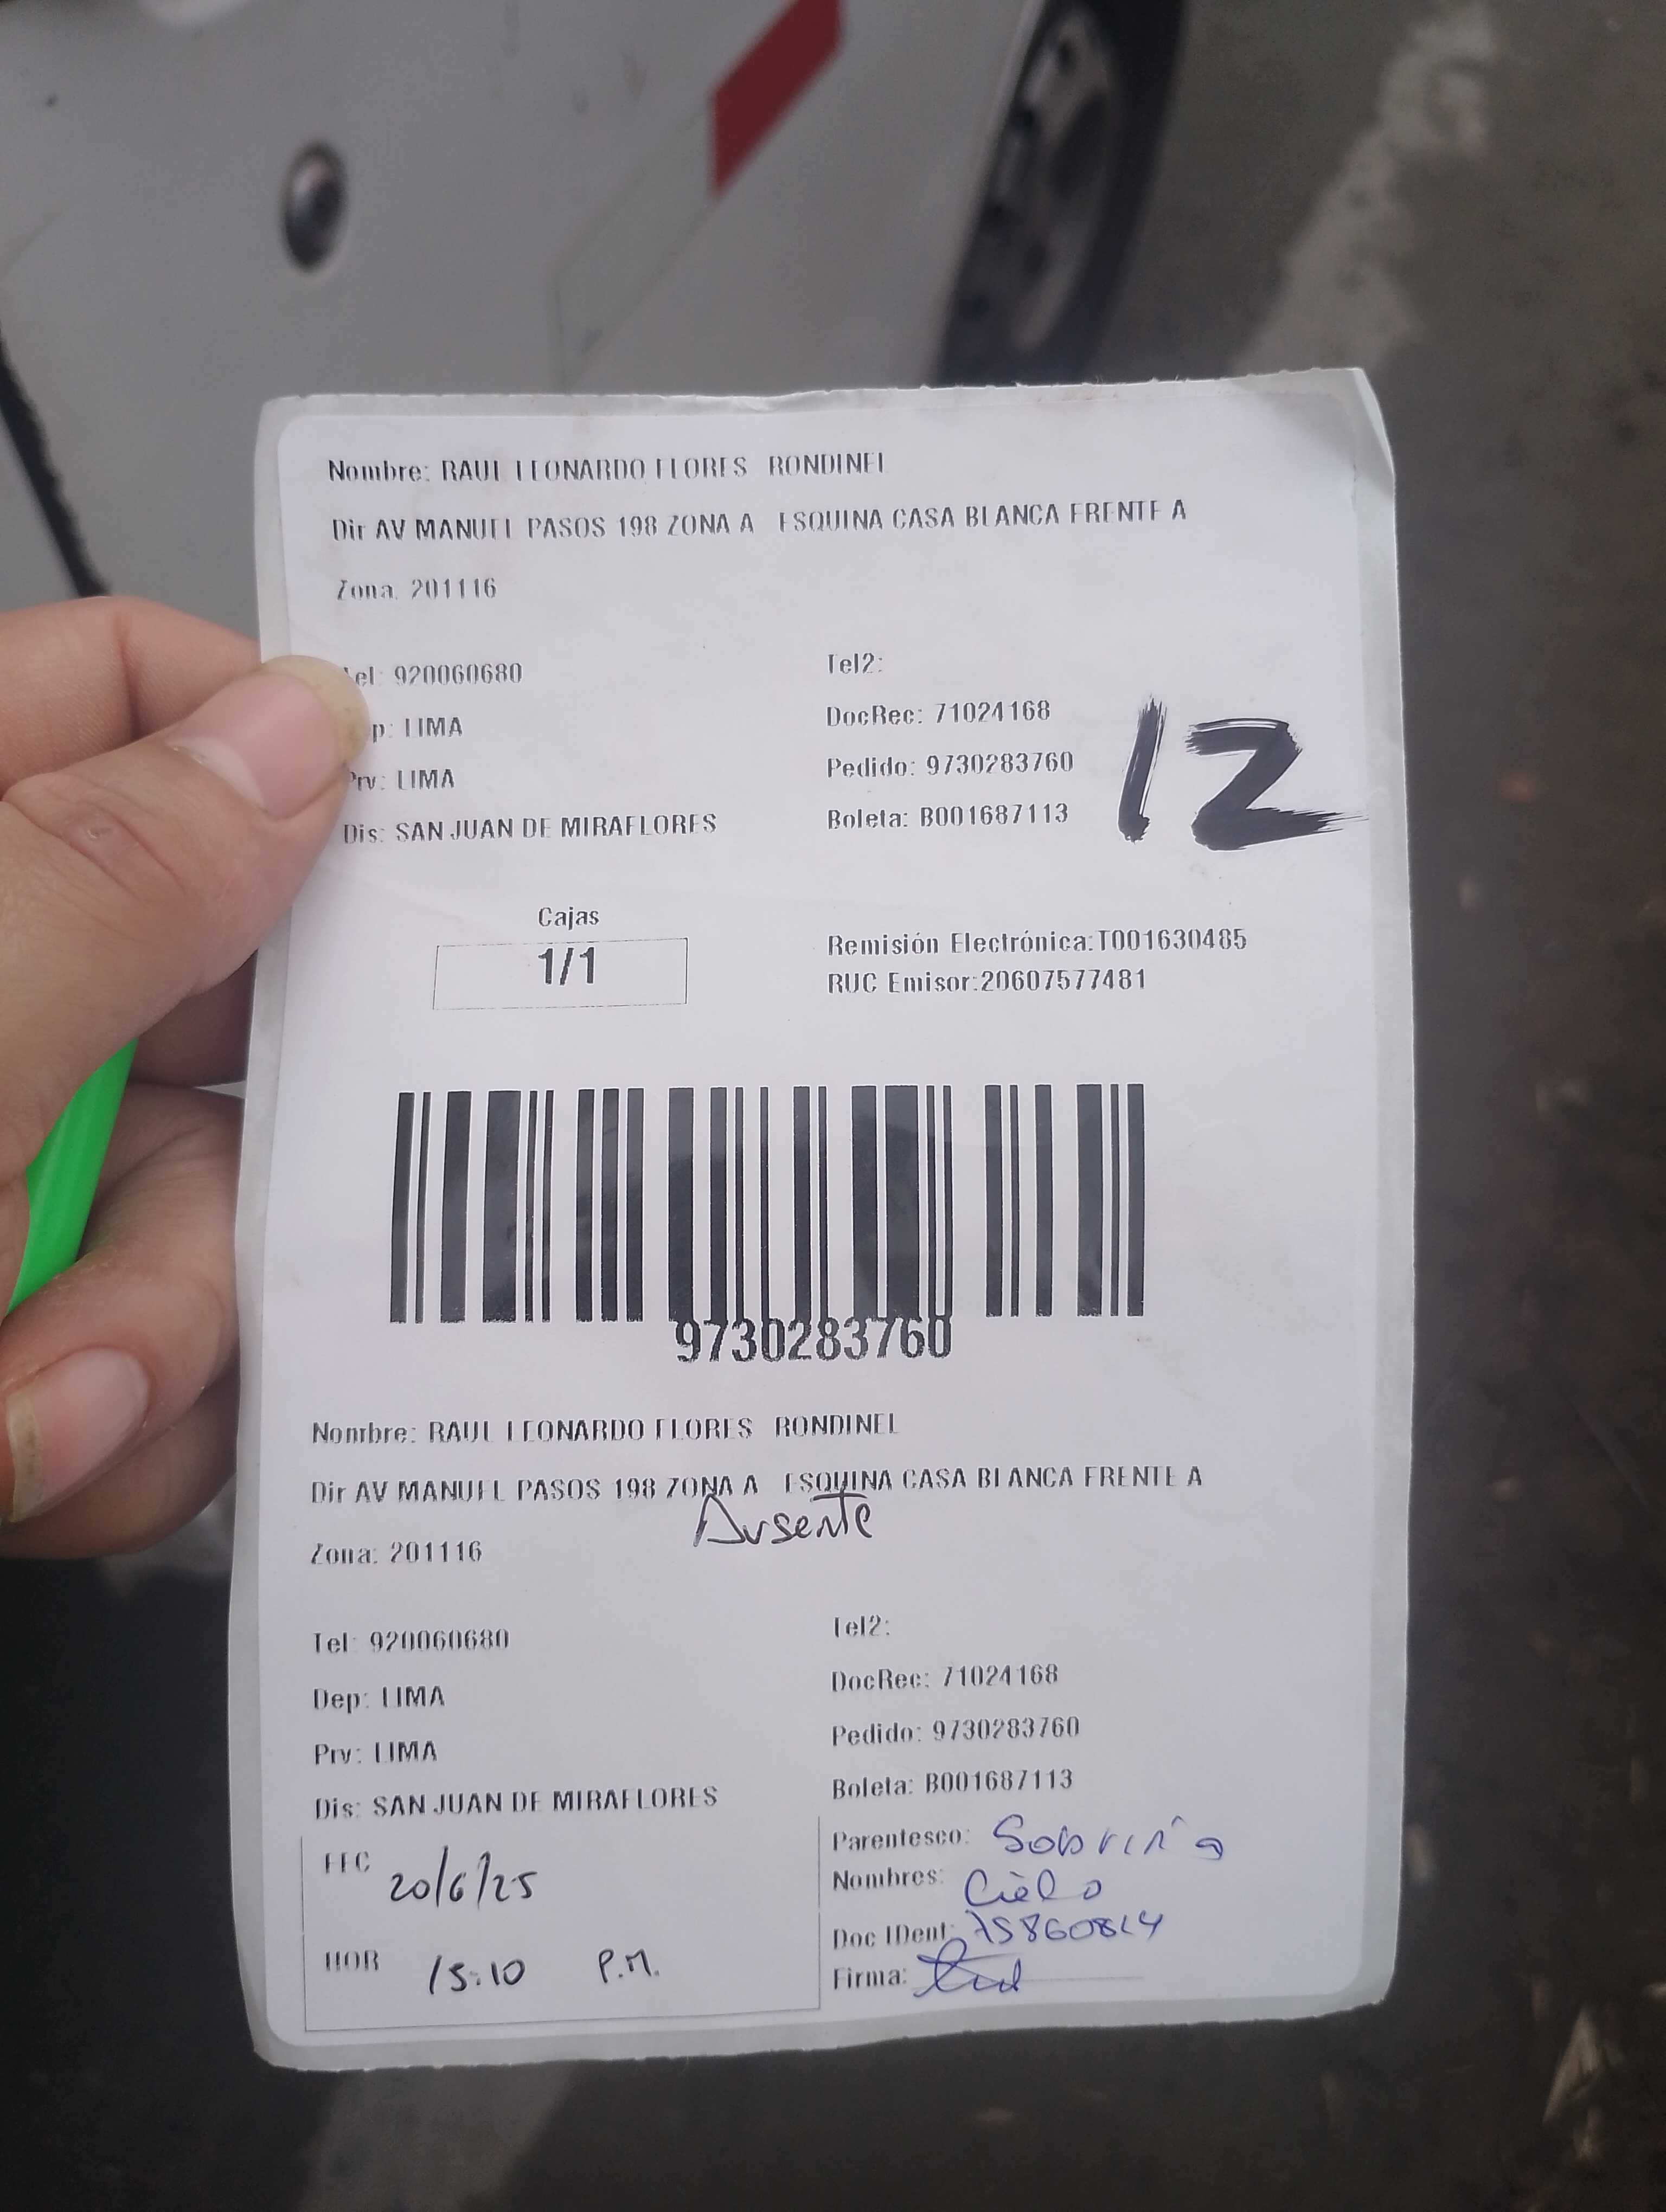 Nombre: RAUL LEONARDO FLORES RONDINEL
Dir AV MANUEL PASOS 198 ZONA A ESQUINA CASA BLANCA FRENTE A
Zona: 201116
Tel: 920060680 Tel2:
p: LIMA DocRec: 71024168
Prv: LIMA Pedido: 9730283760
Dis: SAN JUAN DE MIRAFLORES Boleta: B001687113
12
Cajas
1/1
Remisión Electrónica:T001630485
RUC Emisor:20607577481
9730283760
Nombre: RAUL LEONARDO FLORES RONDINEL
Dir AV MANUEL PASOS 198 ZONA A ESQUINA CASA BLANCA FRENTE A
Ausente
Zona: 201116
Tel: 920060680 Tel2:
Dep: LIMA DocRec: 71024168
Prv: LIMA Pedido: 9730283760
Dis: SAN JUAN DE MIRAFLORES Boleta: B001687113
FEC 20/6/25
HOR 15:10 P.M.
Parentesco: Sobrina
Nombres: Cielo
Doc IDent:
Firma: